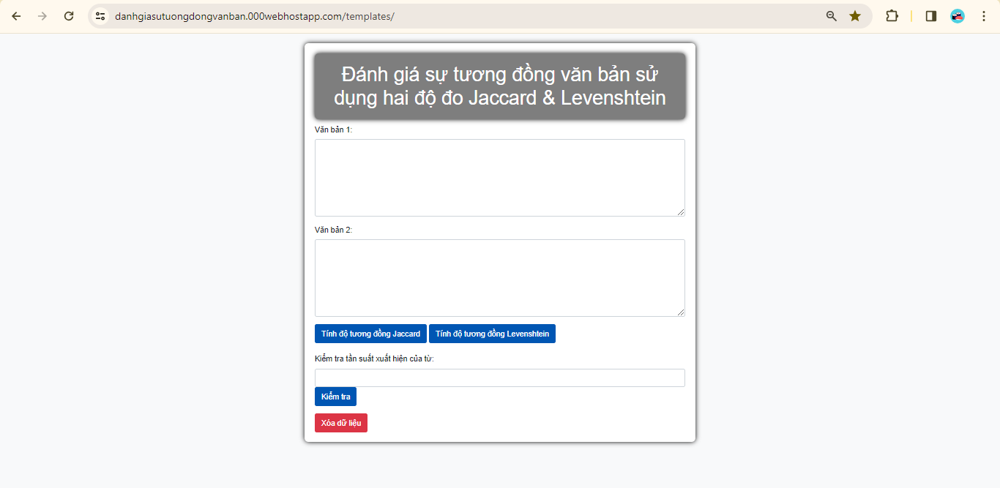 danhgiasutuongdongvanban.000webhostapp.com/templates/
Đánh giá sự tương đồng văn bản sử
dụng hai độ đo Jaccard & Levenshtein
Văn bản 1:
Văn bản 2:
Tính độ tương đồng Jaccard Tính độ tương đồng Levenshtein
Kiểm tra tần suất xuất hiện của từ:
Kiểm tra
Xóa dữ liệu